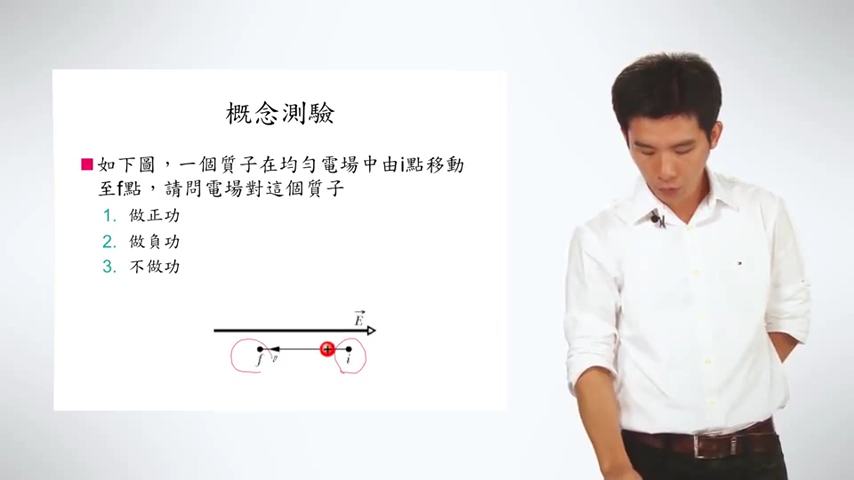 概念測驗
如下圖，一個質子在均勻電場中由i點移動
至f點，請問電場對這個質子
1. 做正功
2. 做負功
3. 不做功
E
f
v
i